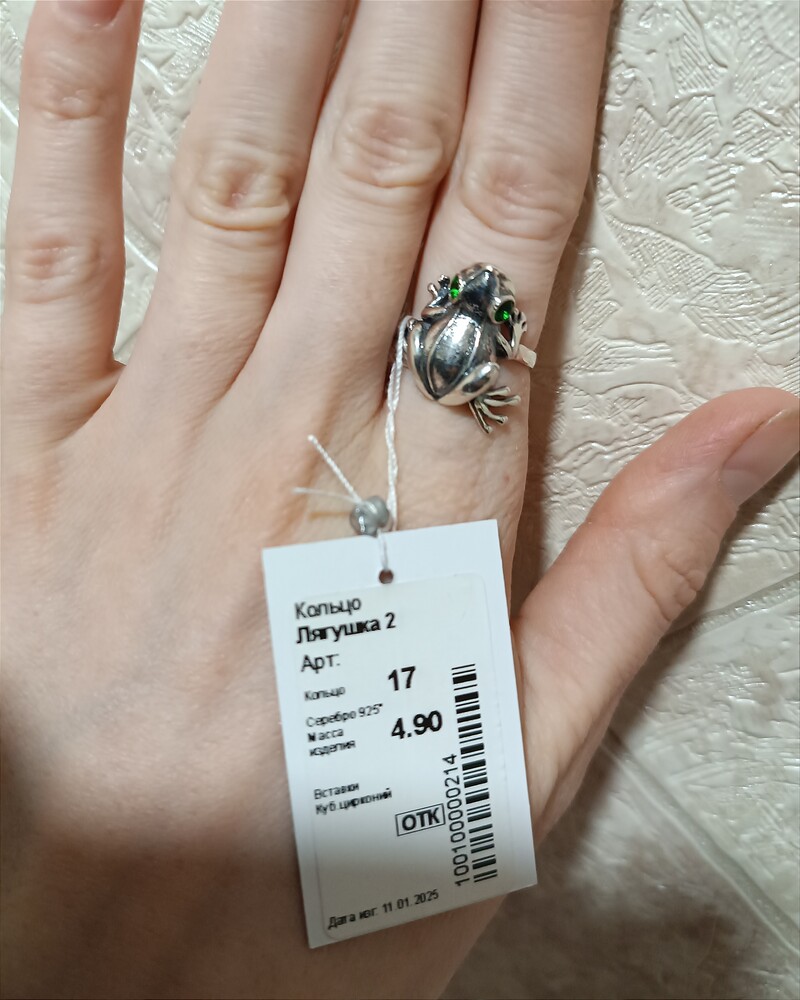 Кольцо
Лягушка 2
Арт:
Кольцо 17
Серебро 925°
Масса 4.90
изделия
Вставки
Куб.цирконий
ОТК
100100000214
Дата изг. 11.01.2025